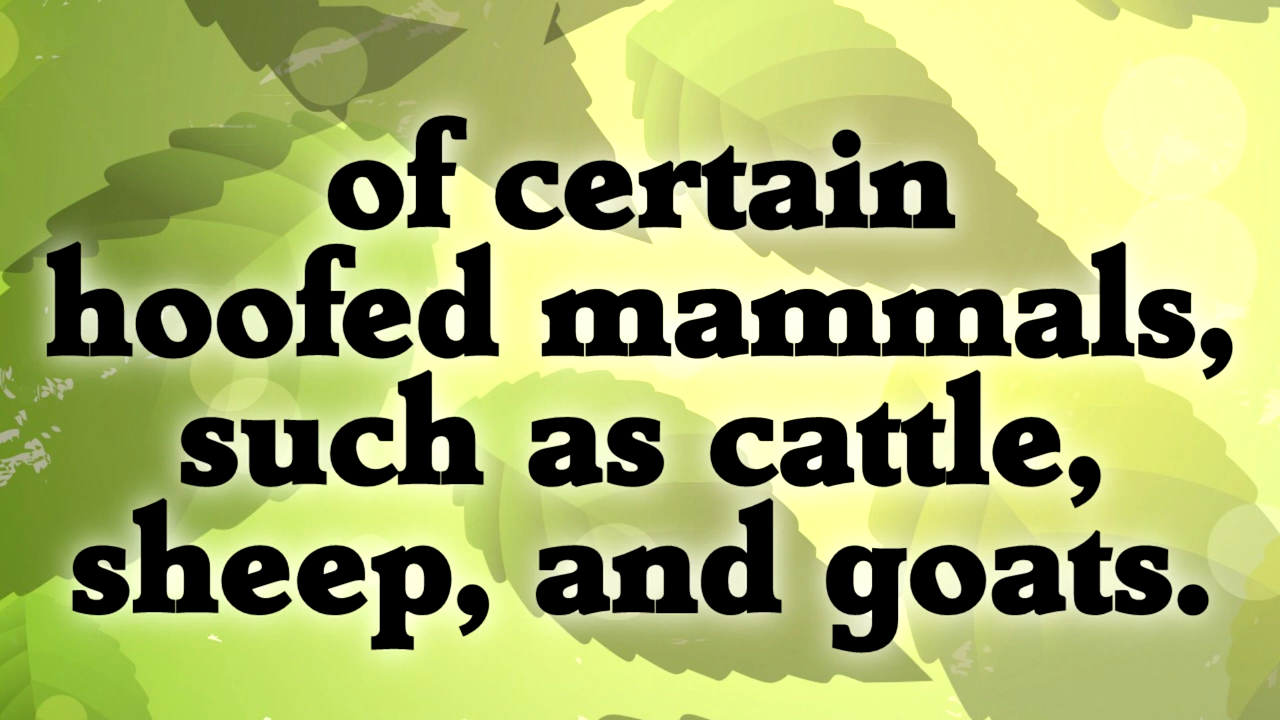 of certain
hoofed mammals,
such as cattle,
sheep, and goats.